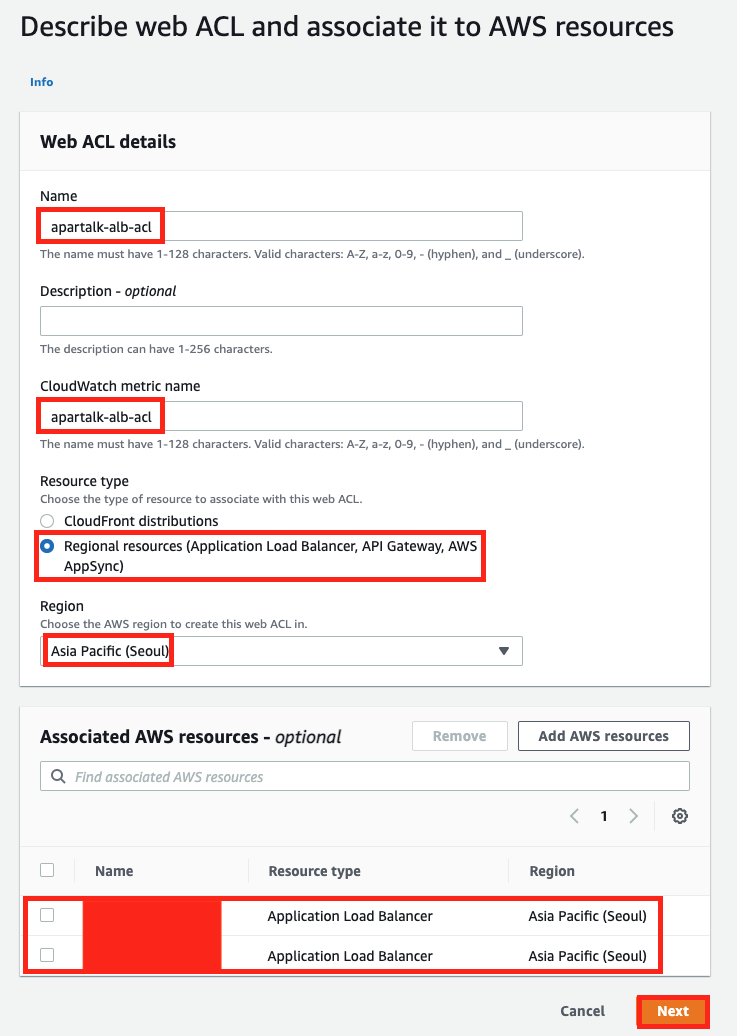 Describe web ACL and associate it to AWS resources
Info
Web ACL details
Name
apartalk-alb-acl
The name must have 1-128 characters. Valid characters: A-Z, a-z, 0-9, - (hyphen), and _ (underscore).
Description - optional
The description can have 1-256 characters.
CloudWatch metric name
apartalk-alb-acl
The name must have 1-128 characters. Valid characters: A-Z, a-z, 0-9, - (hyphen), and _ (underscore).
Resource type
Choose the type of resource to associate with this web ACL.
CloudFront distributions
Regional resources (Application Load Balancer, API Gateway, AWS
AppSync)
Region
Choose the AWS region to create this web ACL in.
Asia Pacific (Seoul)
Associated AWS resources - optional
Remove
Add AWS resources
Find associated AWS resources
1
Name Resource type Region
Application Load Balancer Asia Pacific (Seoul)
Application Load Balancer Asia Pacific (Seoul)
Cancel Next